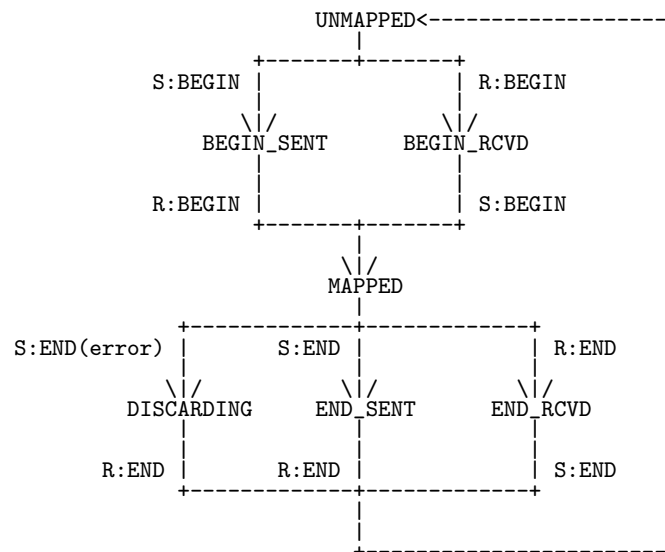 UNMAPPED
S:BEGIN R:BEGIN
BEGIN_SENT BEGIN_RCVD
R:BEGIN S:BEGIN
MAPPED
S:END(error) S:END R:END
DISCARDING END_SENT END_RCVD
R:END R:END S:END